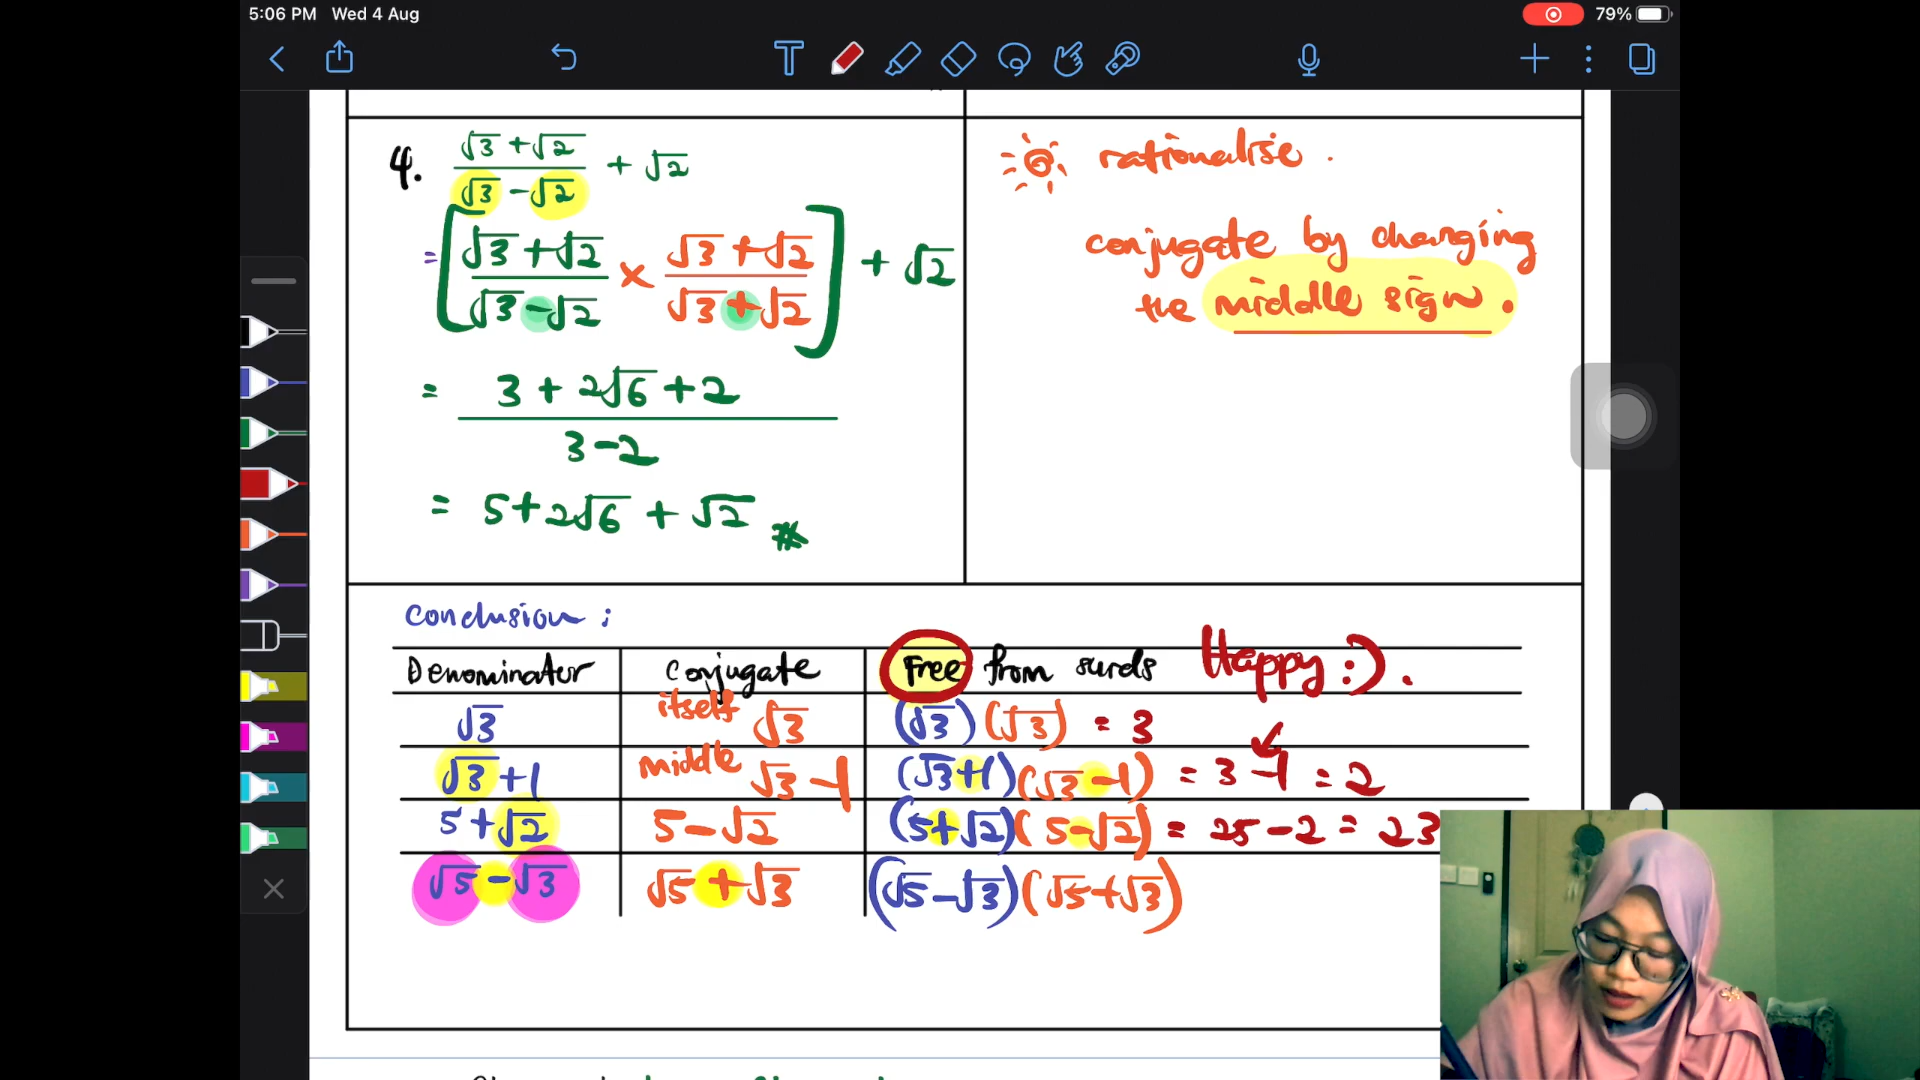 5:06 PM Wed 4 Aug
79%
4. √3 + √2 / √3 − √2 + √2
= [ √3 + √2 / √3 − √2 × √3 + √2 / √3 + √2 ] + √2
= 3 + 2√6 + 2 / 3 − 2
= 5 + 2√6 + √2
rationalise.
conjugate by changing
the middle sign.
Conclusion :
Denominator Conjugate Free from surds Happy :).
√3 itself √3 (√3)(√3) = 3
√3 + 1 middle √3 − 1 (√3 + 1)(√3 − 1) = 3 − 1 = 2
5 + √2 5 − √2 (5 + √2)(5 − √2) = 25 − 2 = 23
√5 − √3 √5 + √3 (√5 − √3)(√5 + √3)